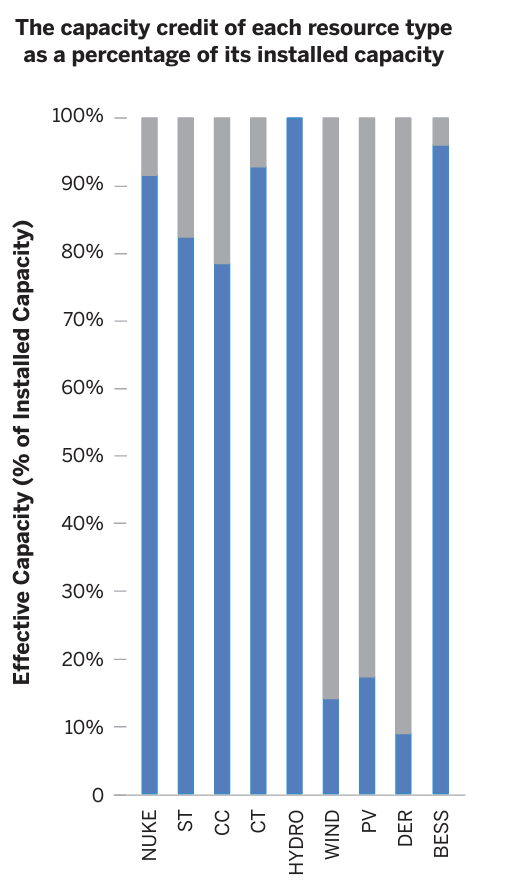 The capacity credit of each resource type
as a percentage of its installed capacity
Effective Capacity (% of Installed Capacity)
100%
90%
80%
70%
60%
50%
40%
30%
20%
10%
0
NUKE
ST
CC
CT
HYDRO
WIND
PV
DER
BESS